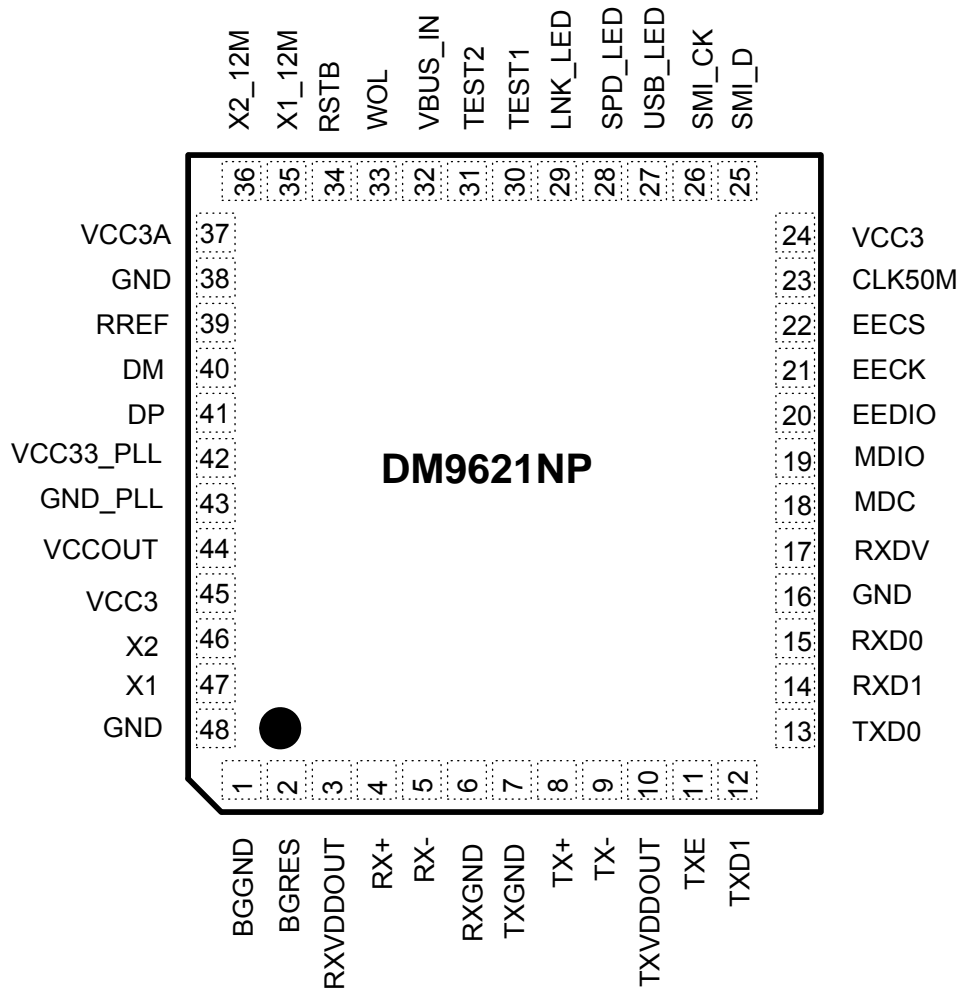 X2_12M
X1_12M
RSTB
WOL
VBUS_IN
TEST2
TEST1
LNK_LED
SPD_LED
USB_LED
SMI_CK
SMI_D
36
35
34
33
32
31
30
29
28
27
26
25
VCC3A 37
GND 38
RREF 39
DM 40
DP 41
VCC33_PLL 42
GND_PLL 43
VCCOUT 44
VCC3 45
X2 46
X1 47
GND 48
DM9621NP
24 VCC3
23 CLK50M
22 EECS
21 EECK
20 EEDIO
19 MDIO
18 MDC
17 RXDV
16 GND
15 RXD0
14 RXD1
13 TXD0
1
2
3
4
5
6
7
8
9
10
11
12
BGGND
BGRES
RXVDDOUT
RX+
RX-
RXGND
TXGND
TX+
TX-
TXVDDOUT
TXE
TXD1